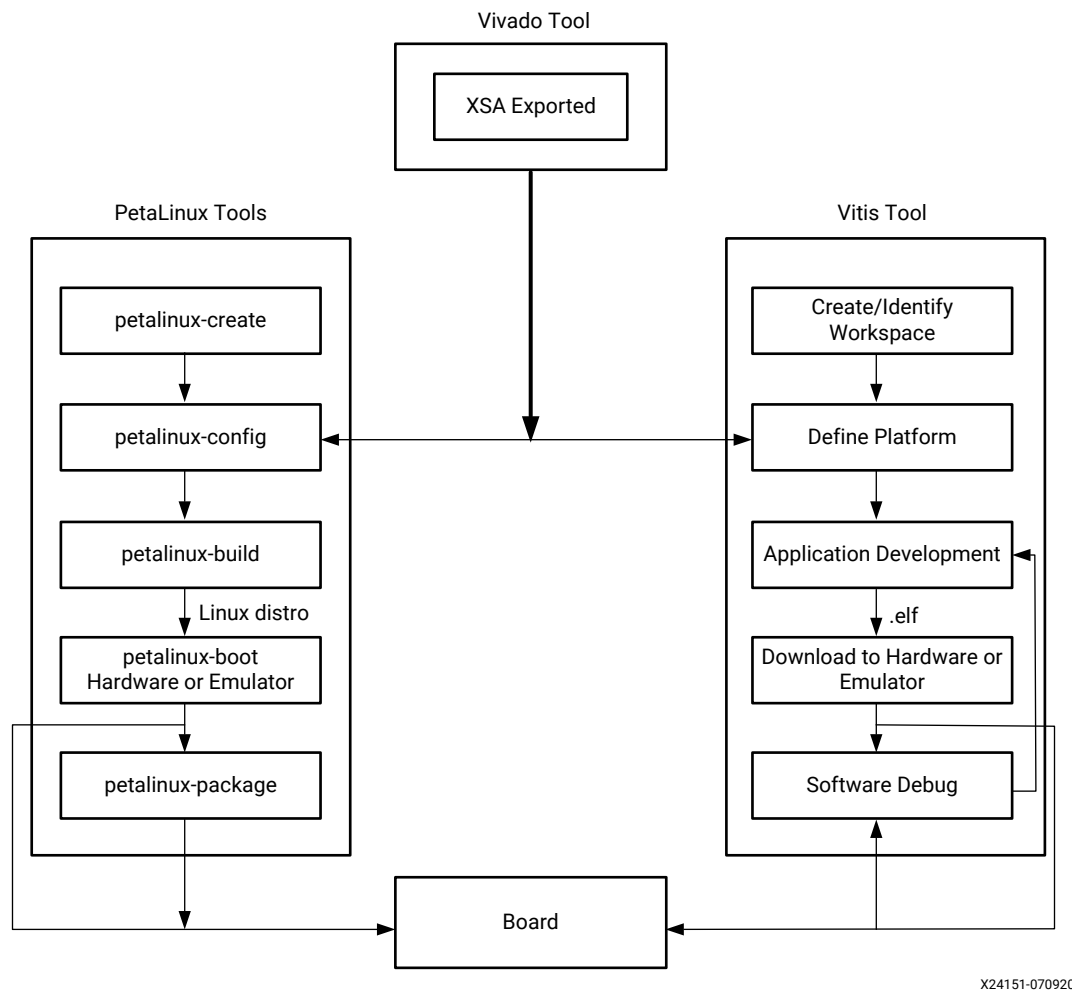 Vivado Tool
XSA Exported
PetaLinux Tools
petalinux-create
petalinux-config
petalinux-build
Linux distro
petalinux-boot
Hardware or Emulator
petalinux-package
Vitis Tool
Create/Identify
Workspace
Define Platform
Application Development
.elf
Download to Hardware or
Emulator
Software Debug
Board
X24151-070920